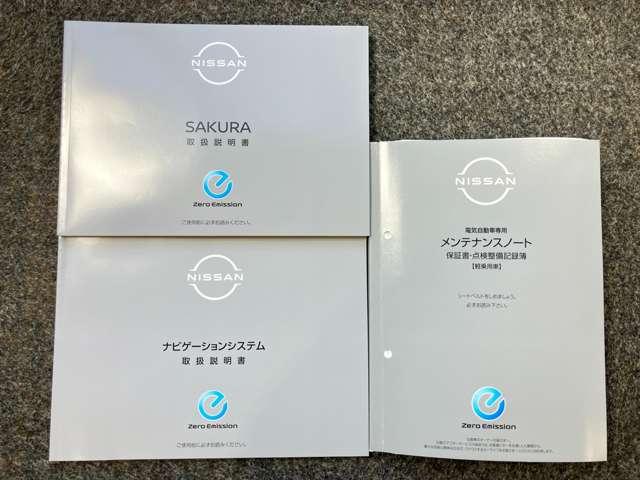 NISSAN
SAKURA
取扱説明書
Zero Emission
ご使用前に必ずお読みください。
NISSAN
ナビゲーションシステム
取扱説明書
Zero Emission
ご使用前に必ずお読みください。
NISSAN
電気自動車専用
メンテナンスノート
保証書・点検整備記録簿
【軽乗用車】
シートベルトをしめましょう。
必ずお読み下さい。
Zero Emission